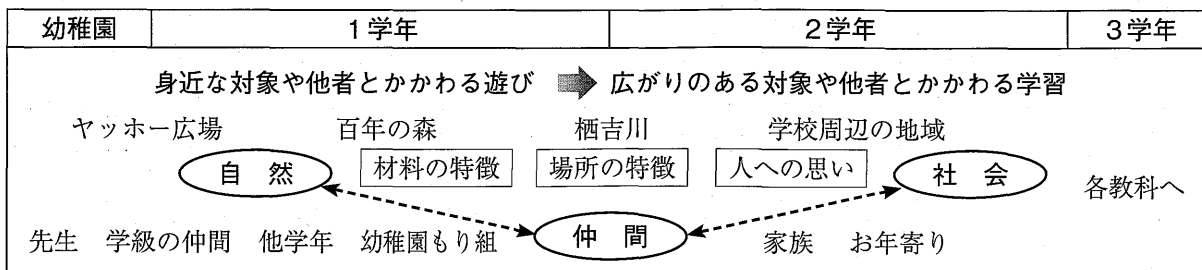 幼稚園 1学年 2学年 3学年
身近な対象や他者とかかわる遊び ➡ 広がりのある対象や他者とかかわる学習
ヤッホー広場 百年の森 栖吉川 学校周辺の地域
自然 材料の特徴 場所の特徴 人への思い 社会
各教科へ
先生 学級の仲間 他学年 幼稚園もり組 仲間 家族 お年寄り